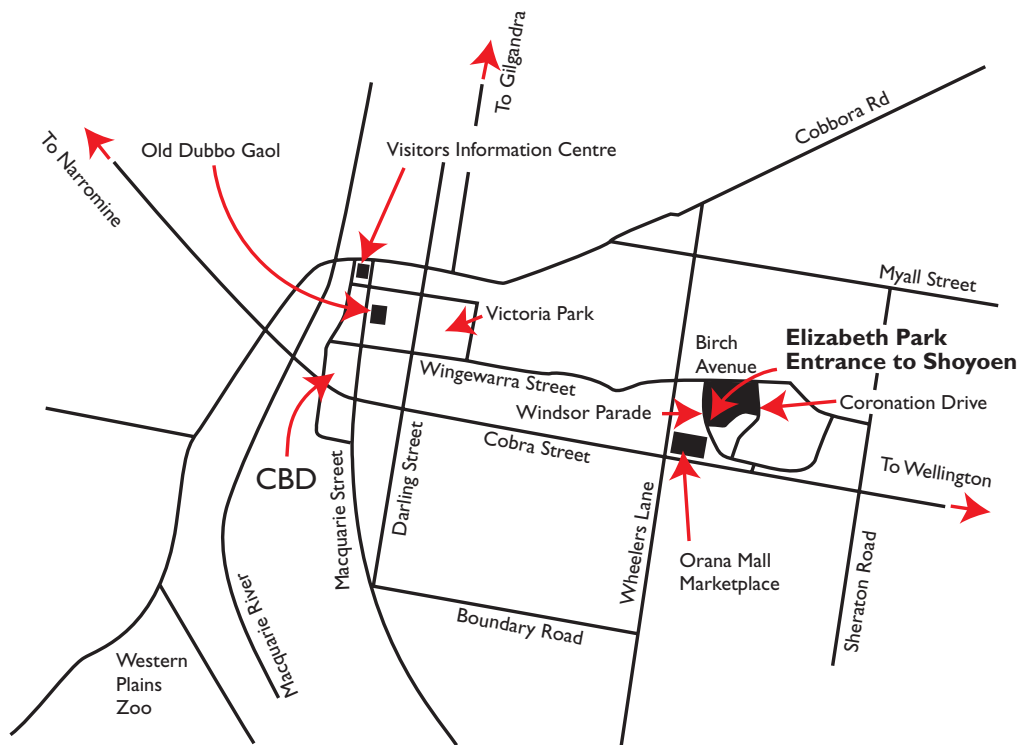 To Gilgandra
Cobbora Rd
To Narromine
Old Dubbo Gaol
Visitors Information Centre
Myall Street
Victoria Park
Birch
Avenue
Elizabeth Park
Entrance to Shoyoen
Wingewarra Street
Windsor Parade
Coronation Drive
Cobra Street
CBD
To Wellington
Macquarie Street
Darling Street
Wheelers Lane
Orana Mall
Marketplace
Sheraton Road
Boundary Road
Macquarie River
Western
Plains
Zoo